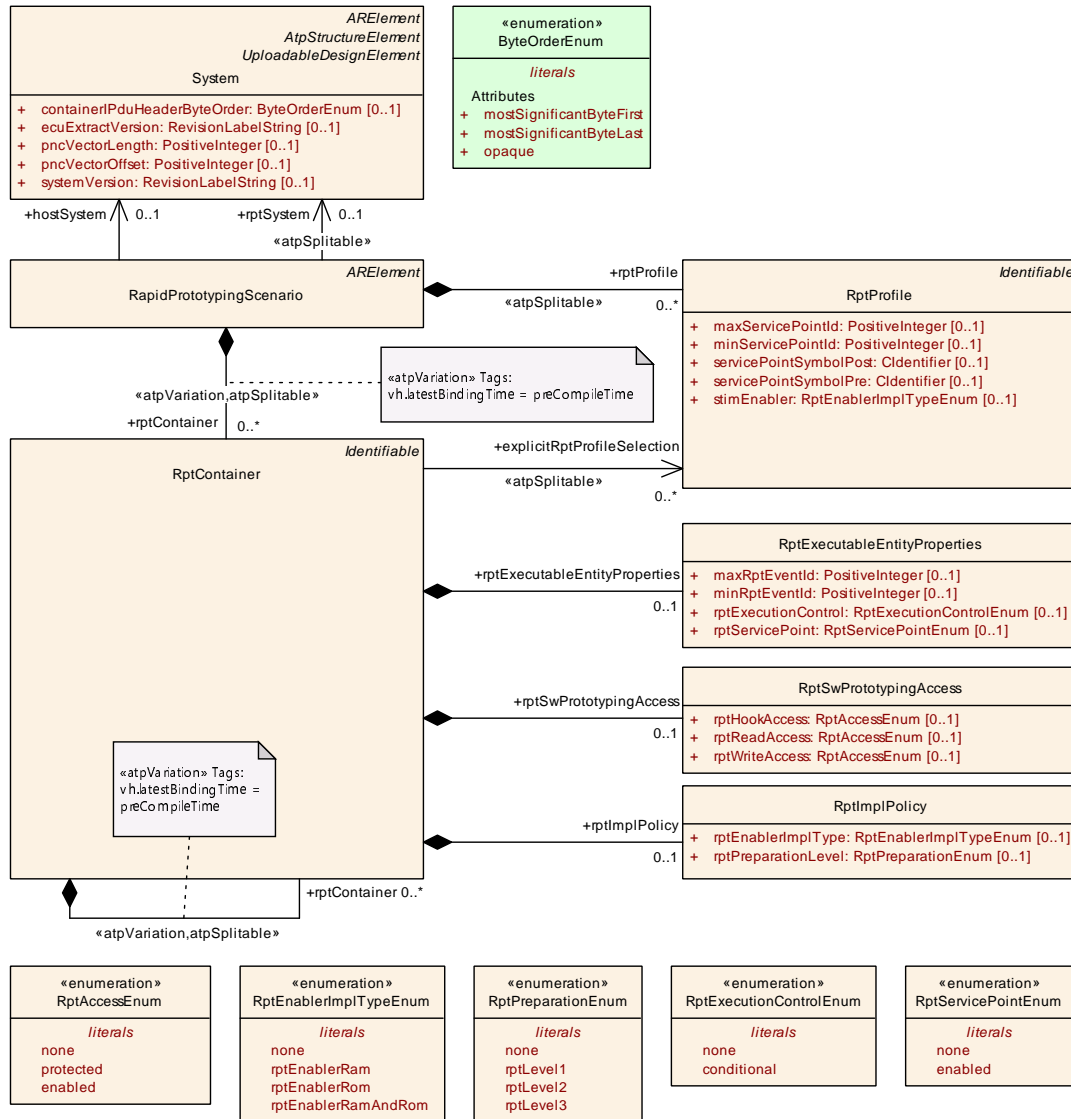 ARElement
AtpStructureElement
UploadableDesignElement
System
+ containerIPduHeaderByteOrder: ByteOrderEnum [0..1]
+ ecuExtractVersion: RevisionLabelString [0..1]
+ pncVectorLength: PositiveInteger [0..1]
+ pncVectorOffset: PositiveInteger [0..1]
+ systemVersion: RevisionLabelString [0..1]
«enumeration»
ByteOrderEnum
literals
Attributes
+ mostSignificantByteFirst
+ mostSignificantByteLast
+ opaque
+hostSystem 0..1
+rptSystem 0..1
«atpSplitable»
ARElement
RapidPrototypingScenario
+rptProfile
«atpSplitable»
0..*
Identifiable
RptProfile
+ maxServicePointId: PositiveInteger [0..1]
+ minServicePointId: PositiveInteger [0..1]
+ servicePointSymbolPost: CIdentifier [0..1]
+ servicePointSymbolPre: CIdentifier [0..1]
+ stimEnabler: RptEnablerImplTypeEnum [0..1]
«atpVariation» Tags:
vh.latestBindingTime = preCompileTime
«atpVariation,atpSplitable»
+rptContainer 0..*
Identifiable
RptContainer
+explicitRptProfileSelection
«atpSplitable»
0..*
RptExecutableEntityProperties
+ maxRptEventId: PositiveInteger [0..1]
+ minRptEventId: PositiveInteger [0..1]
+ rptExecutionControl: RptExecutionControlEnum [0..1]
+ rptServicePoint: RptServicePointEnum [0..1]
+rptExecutableEntityProperties
0..1
RptSwPrototypingAccess
+ rptHookAccess: RptAccessEnum [0..1]
+ rptReadAccess: RptAccessEnum [0..1]
+ rptWriteAccess: RptAccessEnum [0..1]
+rptSwPrototypingAccess
0..1
RptImplPolicy
+ rptEnablerImplType: RptEnablerImplTypeEnum [0..1]
+ rptPreparationLevel: RptPreparationEnum [0..1]
+rptImplPolicy
0..1
«atpVariation» Tags:
vh.latestBindingTime =
preCompileTime
+rptContainer 0..*
«atpVariation,atpSplitable»
«enumeration»
RptAccessEnum
literals
none
protected
enabled
«enumeration»
RptEnablerImplTypeEnum
literals
none
rptEnablerRam
rptEnablerRom
rptEnablerRamAndRom
«enumeration»
RptPreparationEnum
literals
none
rptLevel1
rptLevel2
rptLevel3
«enumeration»
RptExecutionControlEnum
literals
none
conditional
«enumeration»
RptServicePointEnum
literals
none
enabled